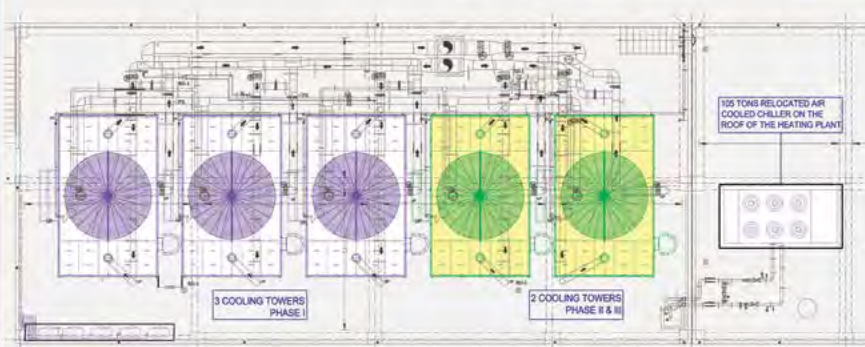 105 TONS RELOCATED AIR
COOLED CHILLER ON THE
ROOF OF THE HEATING PLANT
3 COOLING TOWERS
PHASE I
2 COOLING TOWERS
PHASE II & III